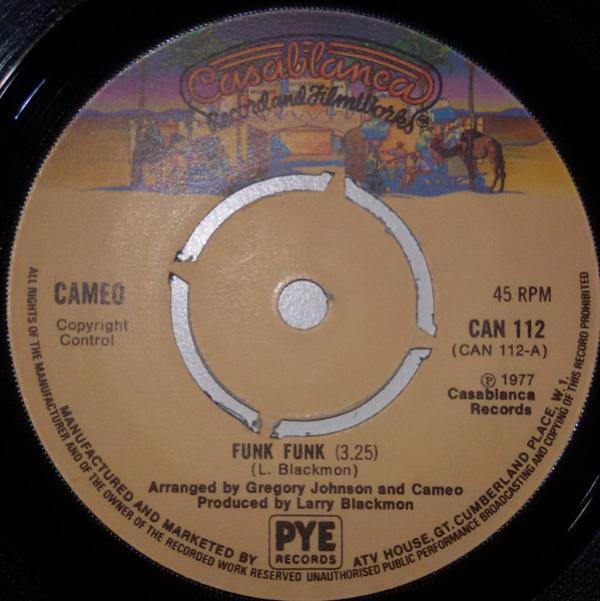 Casablanca
Record and FilmWorks
CAMEO
Copyright
Control
45 RPM
CAN 112
(CAN 112-A)
Ⓟ 1977
Casablanca
Records
FUNK FUNK (3.25)
(L. Blackmon)
Arranged by Gregory Johnson and Cameo
Produced by Larry Blackmon
MANUFACTURED AND MARKETED BY
PYE
RECORDS
ATV HOUSE, GT. CUMBERLAND PLACE, W.1.
ALL RIGHTS OF THE MANUFACTURER AND OF THE OWNER OF THE RECORDED WORK RESERVED UNAUTHORISED PUBLIC PERFORMANCE BROADCASTING AND COPYING OF THIS RECORD PROHIBITED